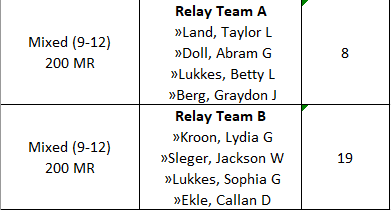 Relay Team A
Mixed (9-12)
200 MR
»Land, Taylor L
»Doll, Abram G
»Lukkes, Betty L
»Berg, Graydon J
8
Relay Team B
Mixed (9-12)
200 MR
»Kroon, Lydia G
»Sleger, Jackson W
»Lukkes, Sophia G
»Ekle, Callan D
19